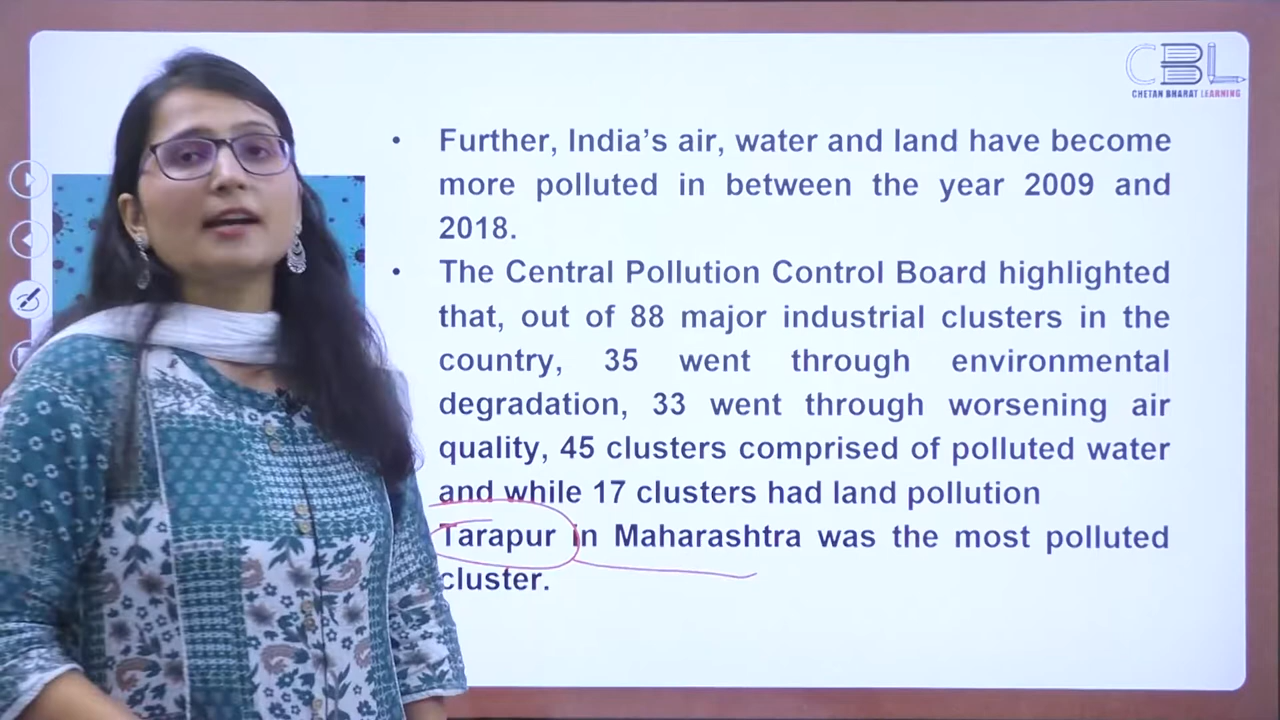 CBL
CHETAN BHARAT LEARNING
Further, India's air, water and land have become
more polluted in between the year 2009 and
2018.
The Central Pollution Control Board highlighted
that, out of 88 major industrial clusters in the
country, 35 went through environmental
degradation, 33 went through worsening air
quality, 45 clusters comprised of polluted water
and while 17 clusters had land pollution
Tarapur in Maharashtra was the most polluted
cluster.